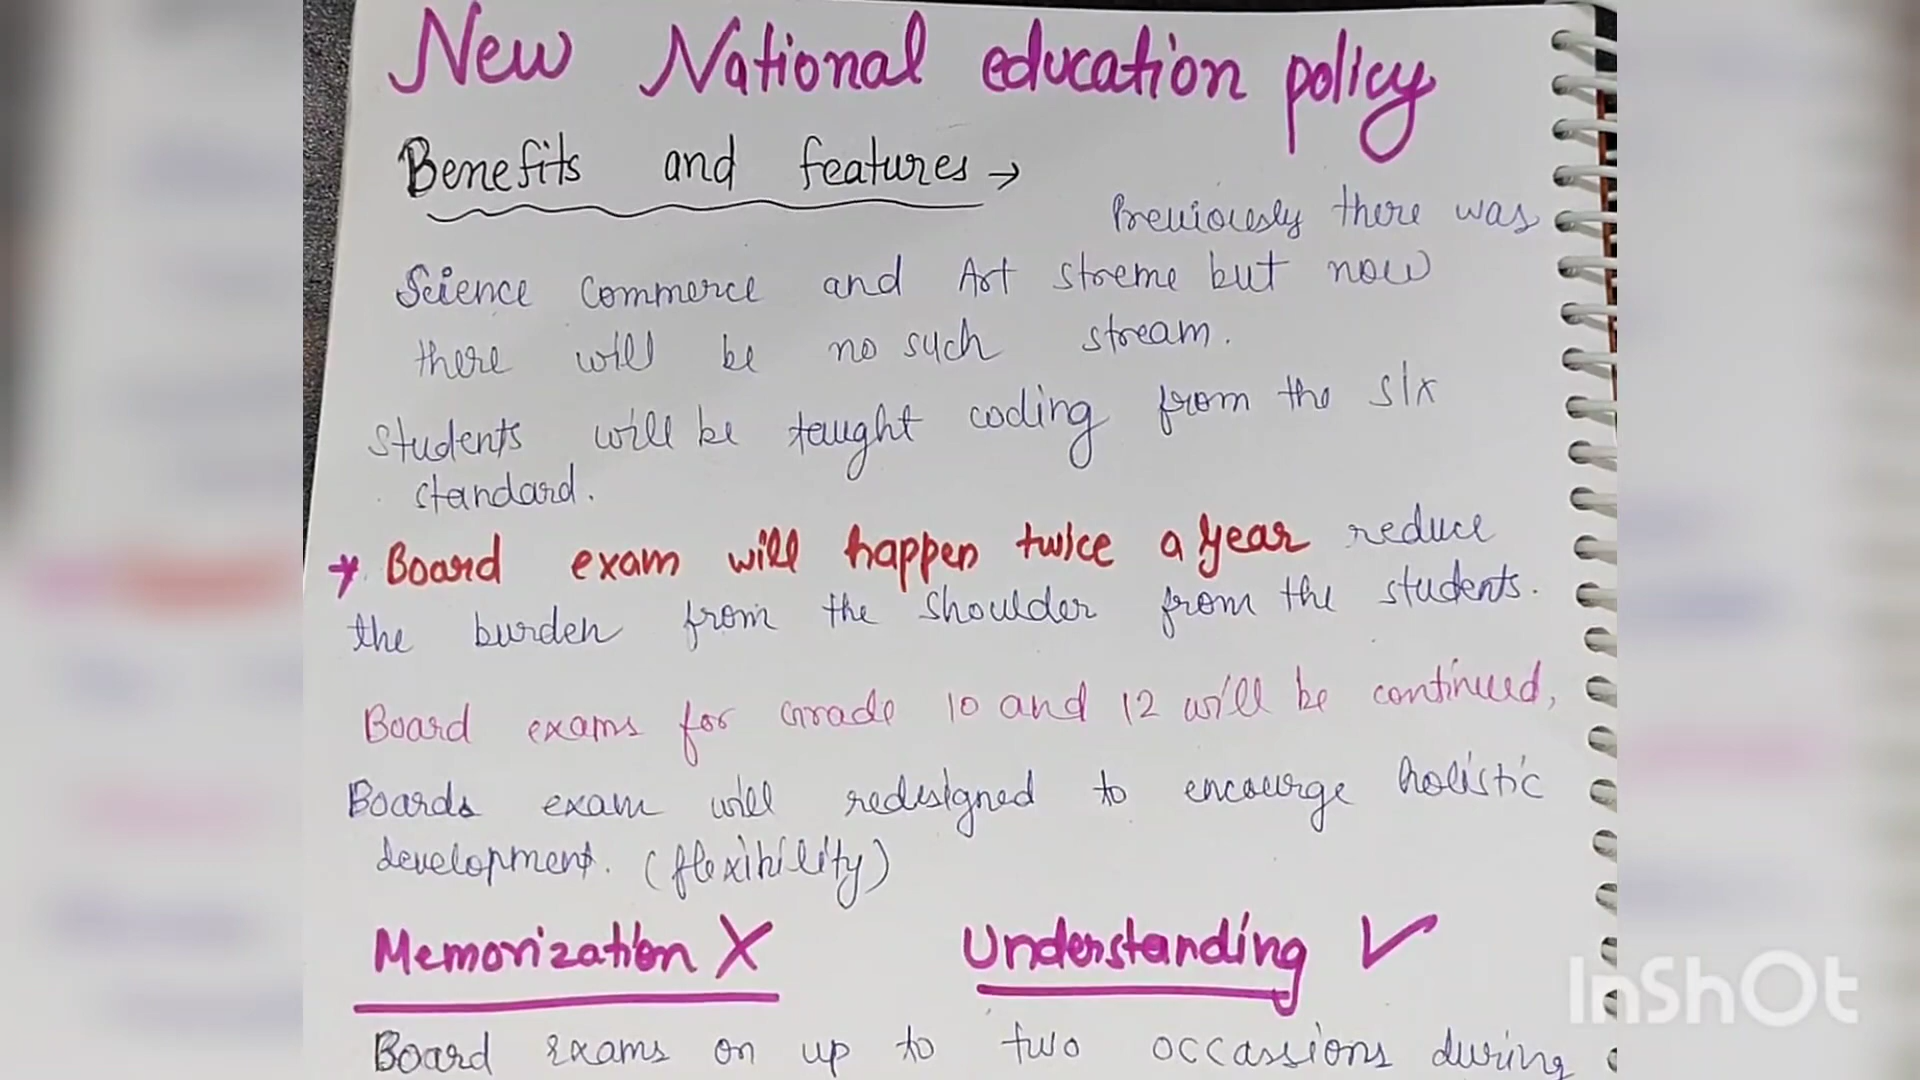 New National education policy
Benefits and features →
Previously there was
Science commerce and Art streme but now
there will be no such stream.
Students will be taught coding from the six
standard.
Board exam will happen twice a year reduce
the burden from the shoulder from the students.
Board exams for Grade 10 and 12 will be continued,
Boards exam will redesigned to encourge holistic
development. (flexibility)
Memorization X Understanding ✓
Board exams on up to two occassions during
InShOt